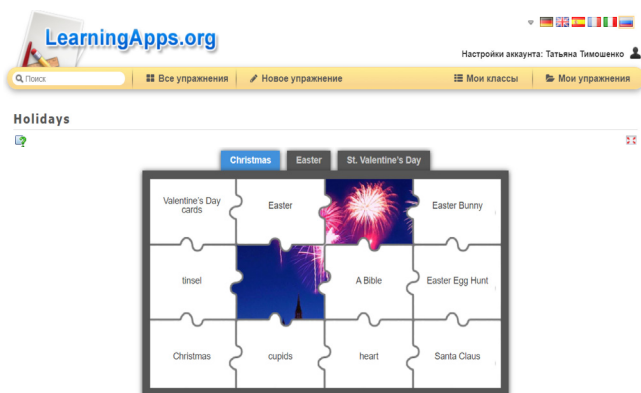 LearningApps.org
Настройки аккаунта: Татьяна Тимошенко
Поиск
Все упражнения
Новое упражнение
Мои классы
Мои упражнения
Holidays
Christmas
Easter
St. Valentine's Day
Valentine's Day
cards
Easter
Easter Bunny
tinsel
A Bible
Easter Egg Hunt
Christmas
cupids
heart
Santa Claus